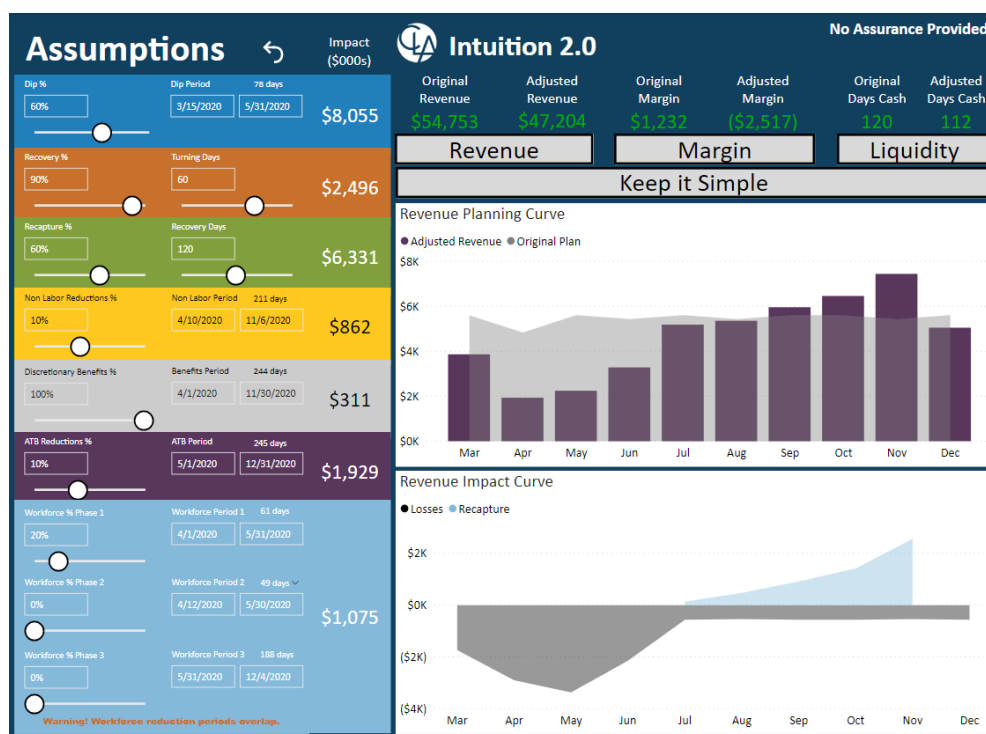 Assumptions
Impact
($000s)
Dip %
Dip Period
78 days
60%
3/15/2020
5/31/2020
$8,055
Recovery %
Turning Days
90%
60
$2,496
Recapture %
Recovery Days
60%
120
$6,331
Non Labor Reductions %
Non Labor Period
211 days
10%
4/10/2020
11/6/2020
$862
Discretionary Benefits %
Benefits Period
244 days
100%
4/1/2020
11/30/2020
$311
ATB Reductions %
ATB Period
245 days
10%
5/1/2020
12/31/2020
$1,929
Workforce % Phase 1
Workforce Period 1
61 days
20%
4/1/2020
5/31/2020
Workforce % Phase 2
Workforce Period 2
49 days
0%
4/12/2020
5/30/2020
$1,075
Workforce % Phase 3
Workforce Period 3
188 days
0%
5/31/2020
12/4/2020
Warning! Workforce reduction periods overlap.
CLA
Intuition 2.0
No Assurance Provided
Original
Revenue
$54,753
Adjusted
Revenue
$47,204
Original
Margin
$1,232
Adjusted
Margin
($2,517)
Original
Days Cash
120
Adjusted
Days Cash
112
Revenue
Margin
Liquidity
Keep it Simple
Revenue Planning Curve
Adjusted Revenue
Original Plan
$8K
$6K
$4K
$2K
$0K
Mar Apr May Jun Jul Aug Sep Oct Nov Dec
Revenue Impact Curve
Losses
Recapture
$2K
$0K
($2K)
($4K)
Mar Apr May Jun Jul Aug Sep Oct Nov Dec